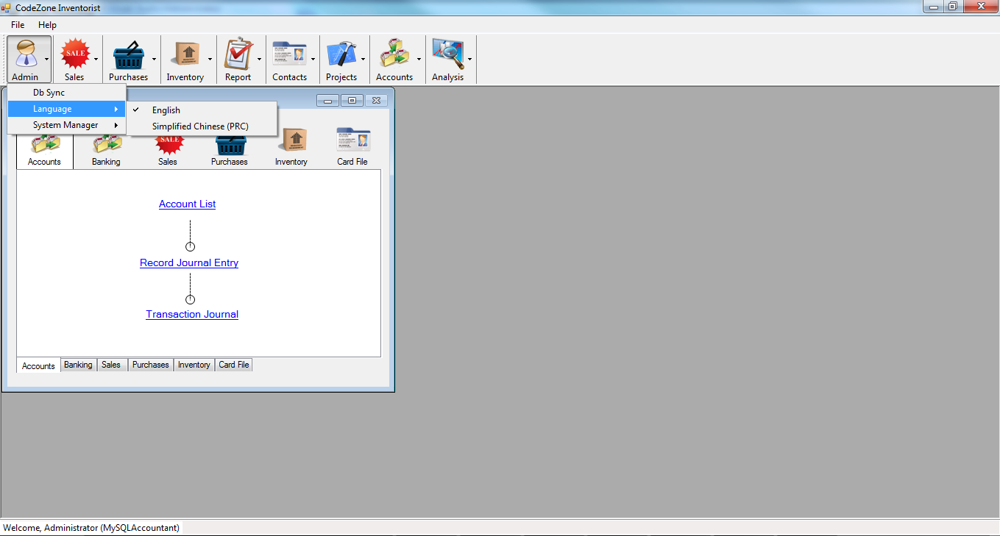 CodeZone Inventorist
File Help
Admin Sales Purchases Inventory Report Contacts Projects Accounts Analysis
Db Sync
Language
System Manager
English
Simplified Chinese (PRC)
SALE
SALE
Accounts Banking Sales Purchases Inventory Card File
Account List
Record Journal Entry
Transaction Journal
Accounts Banking Sales Purchases Inventory Card File
Welcome, Administrator (MySQLAccountant)